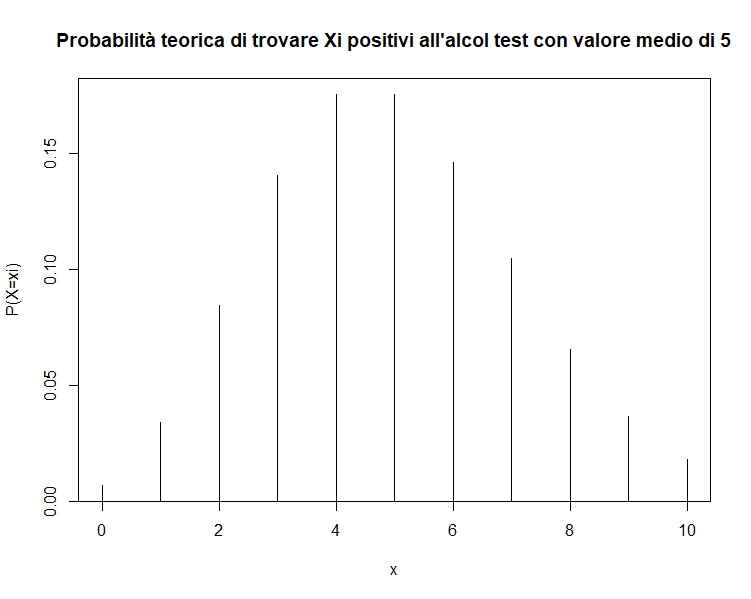 Probabilità teorica di trovare Xi positivi all'alcol test con valore medio di 5
P(X=xi)
0.15
0.10
0.05
0.00
0 2 4 6 8 10
x